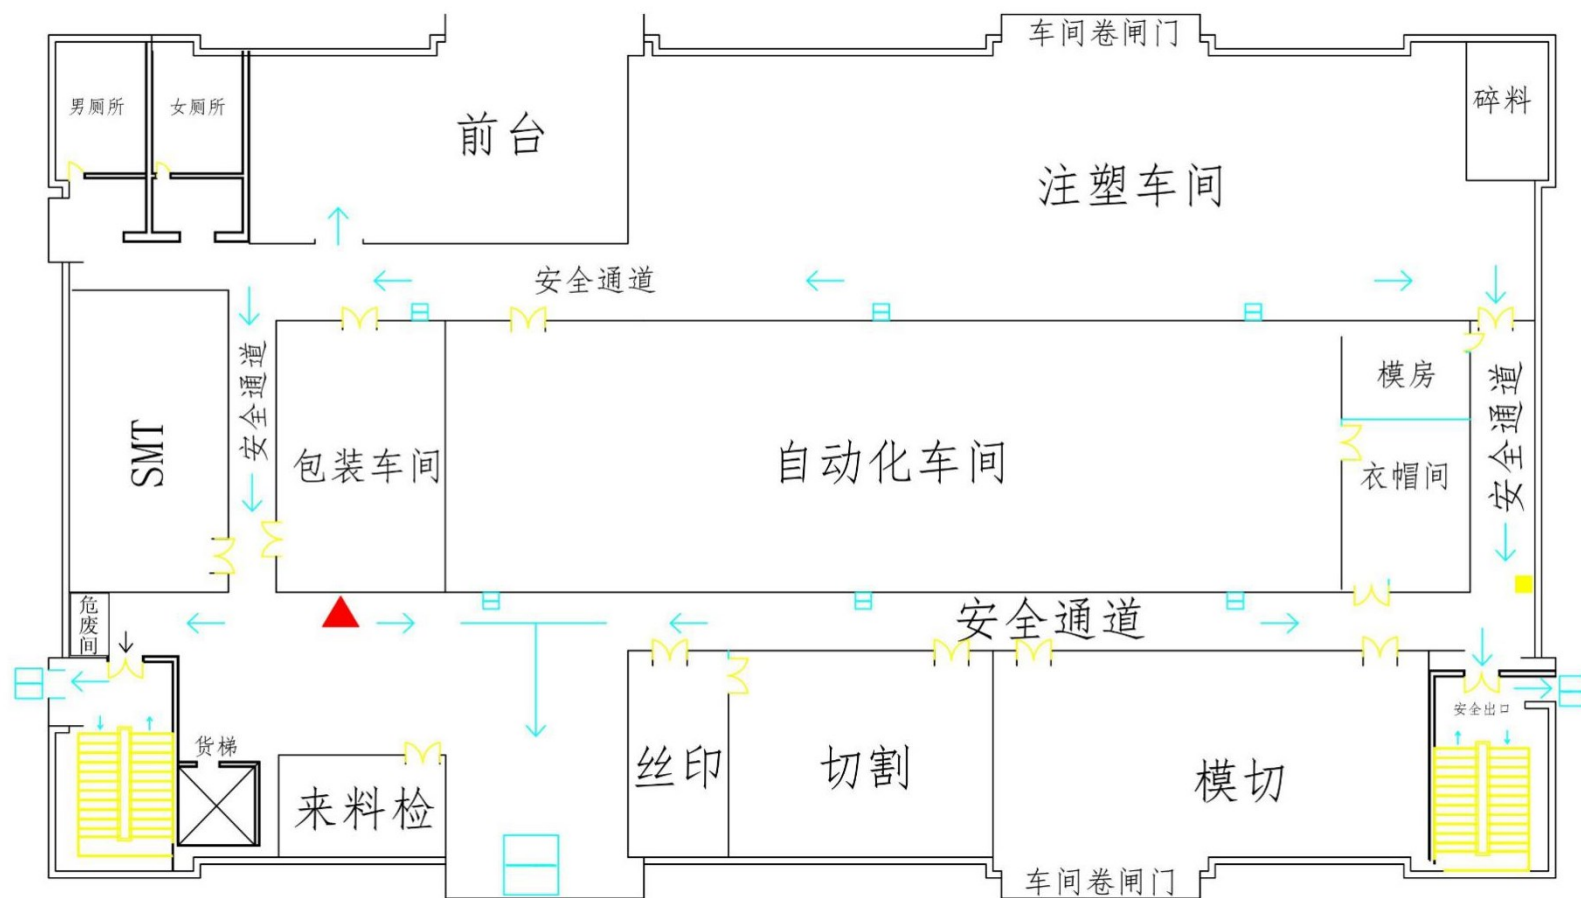 车间卷闸门
男厕所
女厕所
前台
碎料
注塑车间
安全通道
安全通道
SMT
包装车间
自动化车间
模房
衣帽间
安全通道
危废间
安全通道
安全出口
货梯
来料检
丝印
切割
模切
车间卷闸门